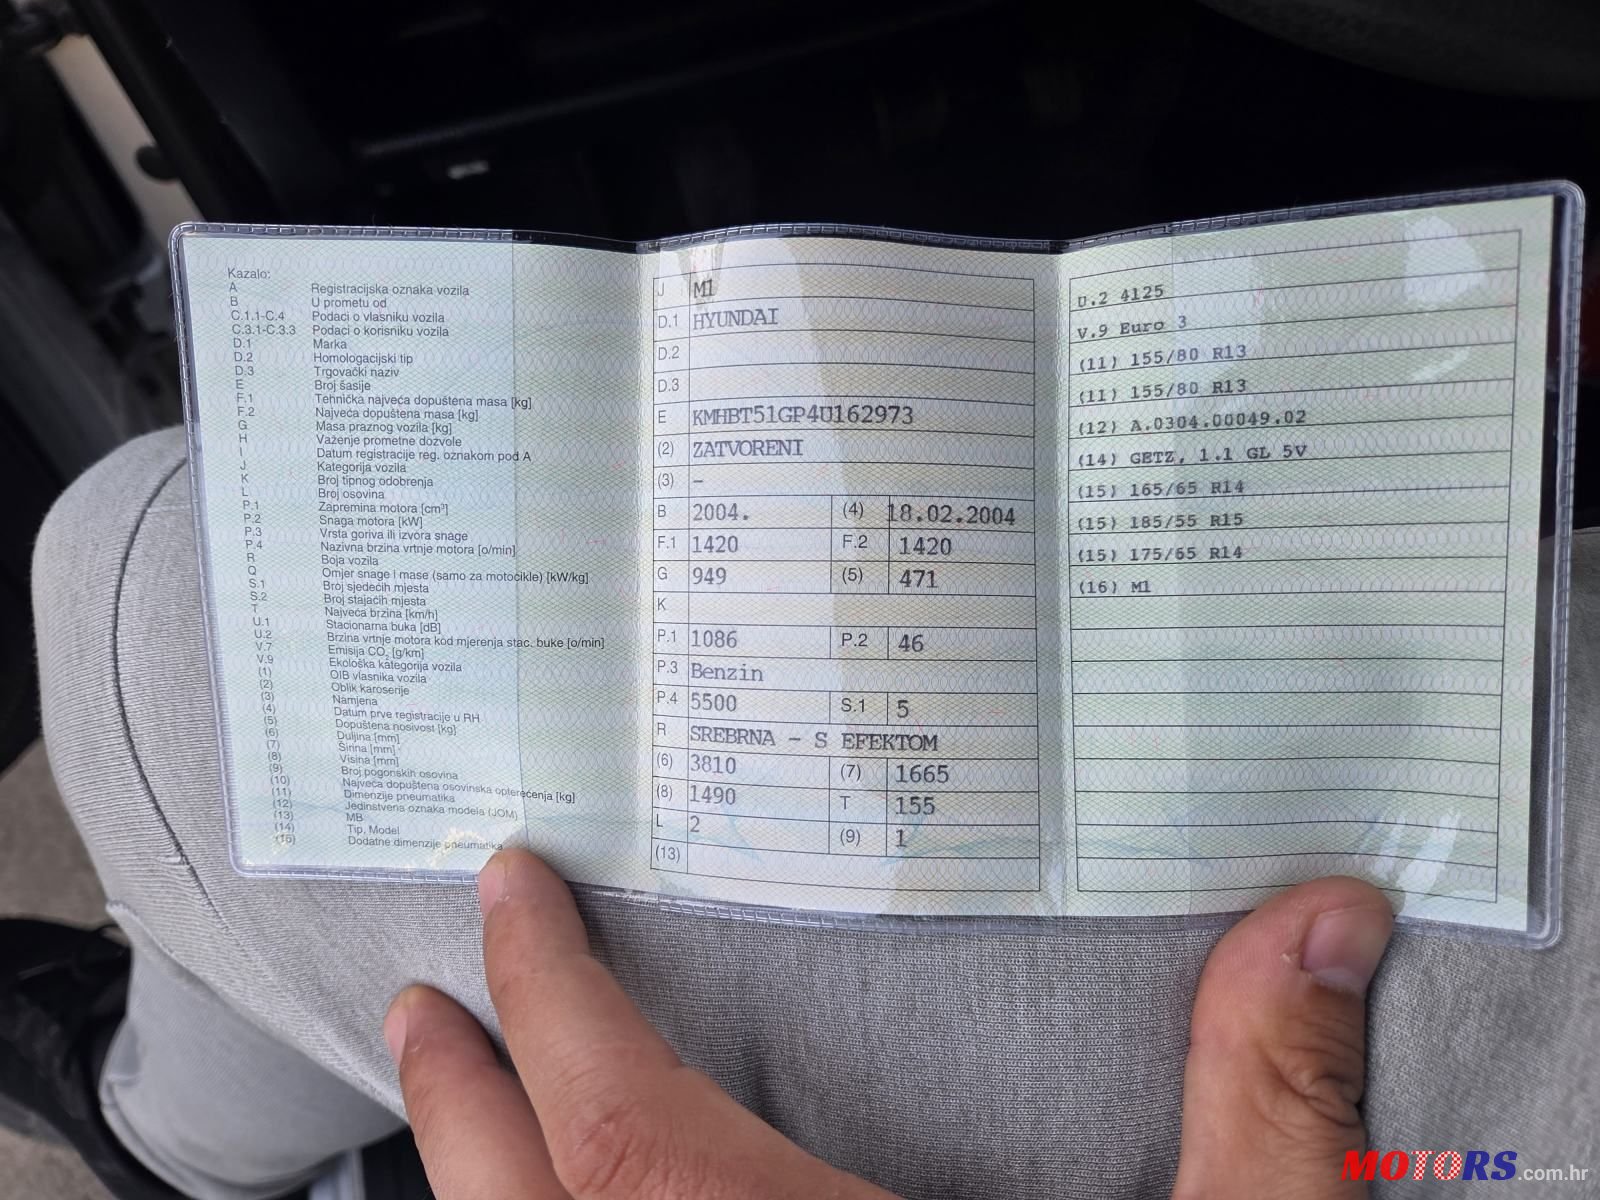 Kazalo:
A Registracijska oznaka vozila
B U prometu od
C.1.1-C.4 Podaci o vlasniku vozila
C.3.1-C.3.3 Podaci o korisniku vozila
D.1 Marka
D.2 Homologacijski tip
D.3 Trgovački naziv
E Broj šasije
F.1 Tehnička najveća dopuštena masa [kg]
F.2 Najveća dopuštena masa [kg]
G Masa praznog vozila [kg]
H Važenje prometne dozvole
I Datum registracije reg. oznakom pod A
J Kategorija vozila
K Broj tipnog odobrenja
L Broj osovina
P.1 Zapremina motora [cm³]
P.2 Snaga motora [kW]
P.3 Vrsta goriva ili izvora snage
P.4 Nazivna brzina vrtnje motora [o/min]
R Boja vozila
Q Omjer snage i mase (samo za motocikle) [kW/kg]
S.1 Broj sjedećih mjesta
S.2 Broj stajaćih mjesta
T Najveća brzina [km/h]
U.1 Stacionarna buka [dB]
U.2 Brzina vrtnje motora kod mjerenja stac. buke [o/min]
V.7 Emisija CO₂ [g/km]
V.9 Ekološka kategorija vozila
(1) OIB vlasnika vozila
(2) Oblik karoserije
(3) Namjena
(4) Datum prve registracije u RH
(5) Dopuštena nosivost [kg]
(6) Duljina [mm]
(7) Širina [mm]
(8) Visina [mm]
(9) Broj pogonskih osovina
(10) Najveća dopuštena osovinska opterećenja [kg]
(11) Dimenzije pneumatika
(12) Jedinstvena oznaka modela (JOM)
(13) MB
(14) Tip, Model
(15) Dodatne dimenzije pneumatika
J M1
D.1 HYUNDAI
D.2
D.3
E KMHBT51GP4U162973
(2) ZATVORENI
(3) –
B 2004. (4) 18.02.2004
F.1 1420 F.2 1420
G 949 (5) 471
K
P.1 1086 P.2 46
P.3 Benzin
P.4 5500 S.1 5
R SREBRNA - S EFEKTOM
(6) 3810 (7) 1665
(8) 1490 T 155
L 2 (9) 1
(13)
U.2 4125
V.9 Euro 3
(11) 155/80 R13
(11) 155/80 R13
(12) A.0304.00049.02
(14) GETZ, 1.1 GL 5V
(15) 165/65 R14
(15) 185/55 R15
(15) 175/65 R14
(16) M1
MOTORS.com.hr